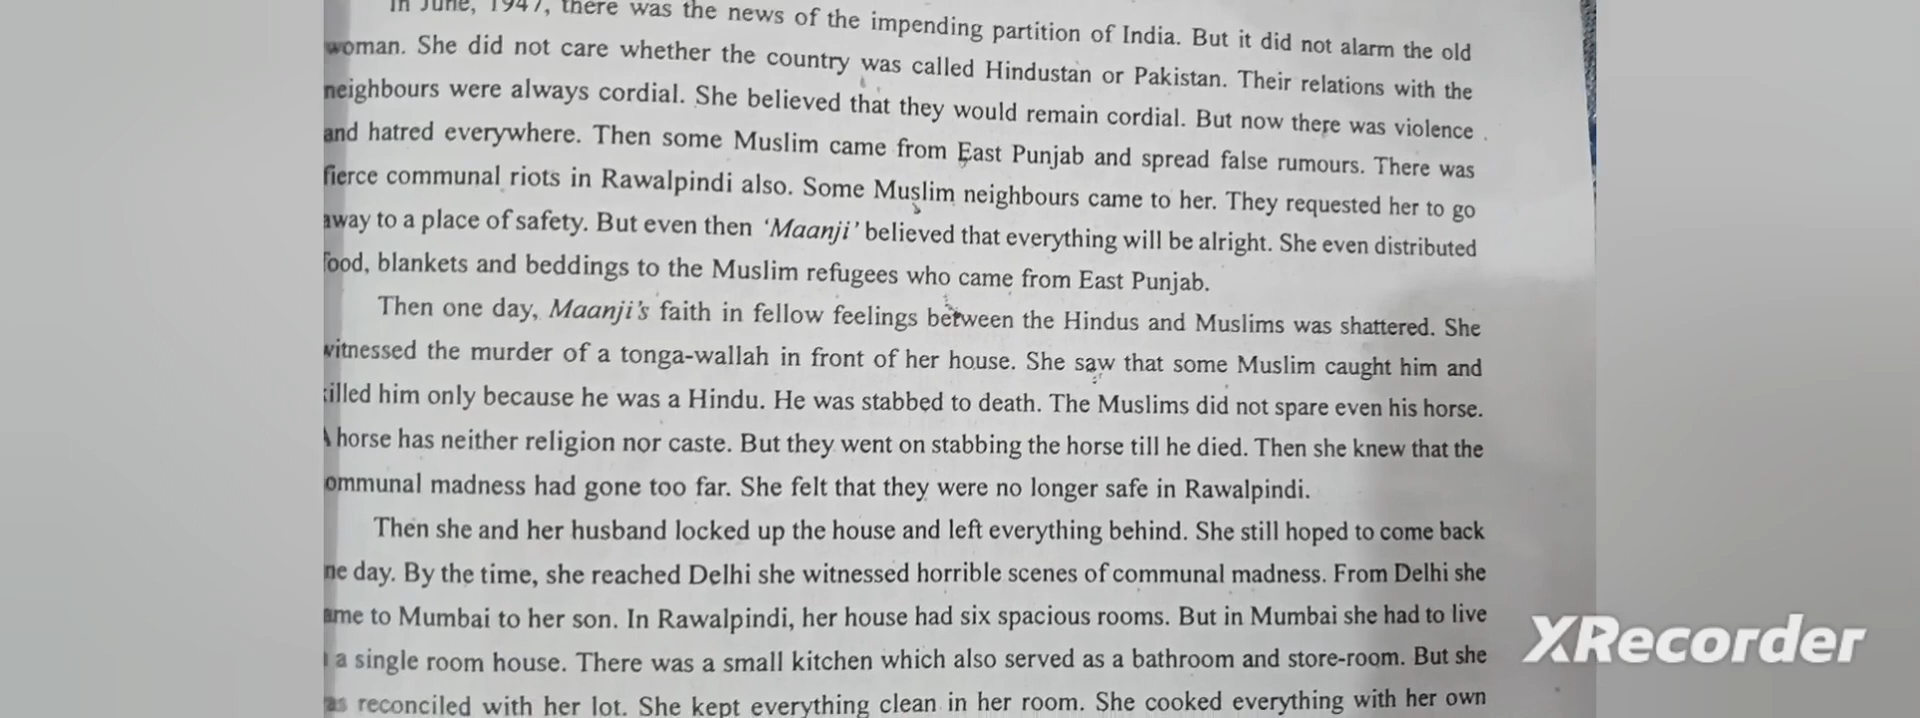 In June, 1947, there was the news of the impending partition of India. But it did not alarm the old
woman. She did not care whether the country was called Hindustan or Pakistan. Their relations with the
neighbours were always cordial. She believed that they would remain cordial. But now there was violence
and hatred everywhere. Then some Muslim came from East Punjab and spread false rumours. There was
fierce communal riots in Rawalpindi also. Some Muslim neighbours came to her. They requested her to go
away to a place of safety. But even then 'Maanji' believed that everything will be alright. She even distributed
food, blankets and beddings to the Muslim refugees who came from East Punjab.
Then one day, Maanji's faith in fellow feelings between the Hindus and Muslims was shattered. She
witnessed the murder of a tonga-wallah in front of her house. She saw that some Muslim caught him and
killed him only because he was a Hindu. He was stabbed to death. The Muslims did not spare even his horse.
A horse has neither religion nor caste. But they went on stabbing the horse till he died. Then she knew that the
ommunal madness had gone too far. She felt that they were no longer safe in Rawalpindi.
Then she and her husband locked up the house and left everything behind. She still hoped to come back
ne day. By the time, she reached Delhi she witnessed horrible scenes of communal madness. From Delhi she
ame to Mumbai to her son. In Rawalpindi, her house had six spacious rooms. But in Mumbai she had to live
a single room house. There was a small kitchen which also served as a bathroom and store-room. But she
as reconciled with her lot. She kept everything clean in her room. She cooked everything with her own
XRecorder